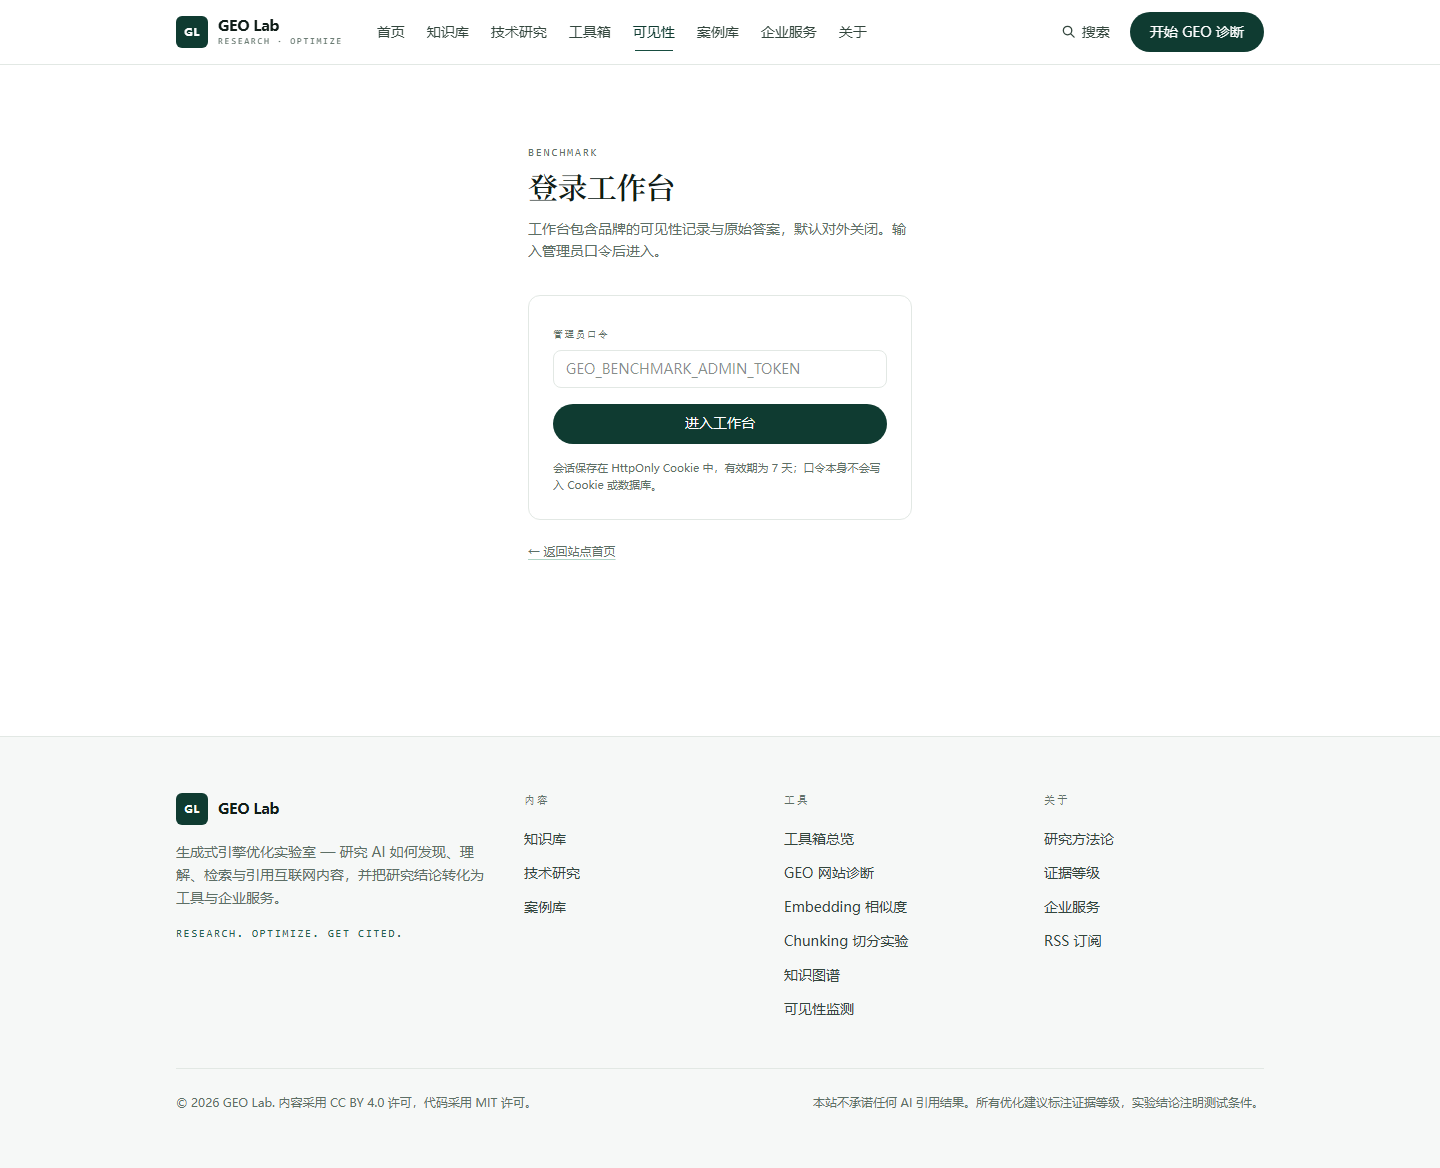 GL
GEO Lab
RESEARCH · OPTIMIZE
首页
知识库
技术研究
工具箱
可见性
案例库
企业服务
关于
搜索
开始 GEO 诊断
BENCHMARK
登录工作台
工作台包含品牌的可见性记录与原始答案，默认对外关闭。输
入管理员口令后进入。
管理员口令
GEO_BENCHMARK_ADMIN_TOKEN
进入工作台
会话保存在 HttpOnly Cookie 中，有效期为 7 天；口令本身不会写
入 Cookie 或数据库。
← 返回站点首页
GL
GEO Lab
生成式引擎优化实验室 — 研究 AI 如何发现、理
解、检索与引用互联网内容，并把研究结论转化为
工具与企业服务。
RESEARCH. OPTIMIZE. GET CITED.
内容
知识库
技术研究
案例库
工具
工具箱总览
GEO 网站诊断
Embedding 相似度
Chunking 切分实验
知识图谱
可见性监测
关于
研究方法论
证据等级
企业服务
RSS 订阅
© 2026 GEO Lab. 内容采用 CC BY 4.0 许可，代码采用 MIT 许可。
本站不承诺任何 AI 引用结果。所有优化建议标注证据等级，实验结论注明测试条件。